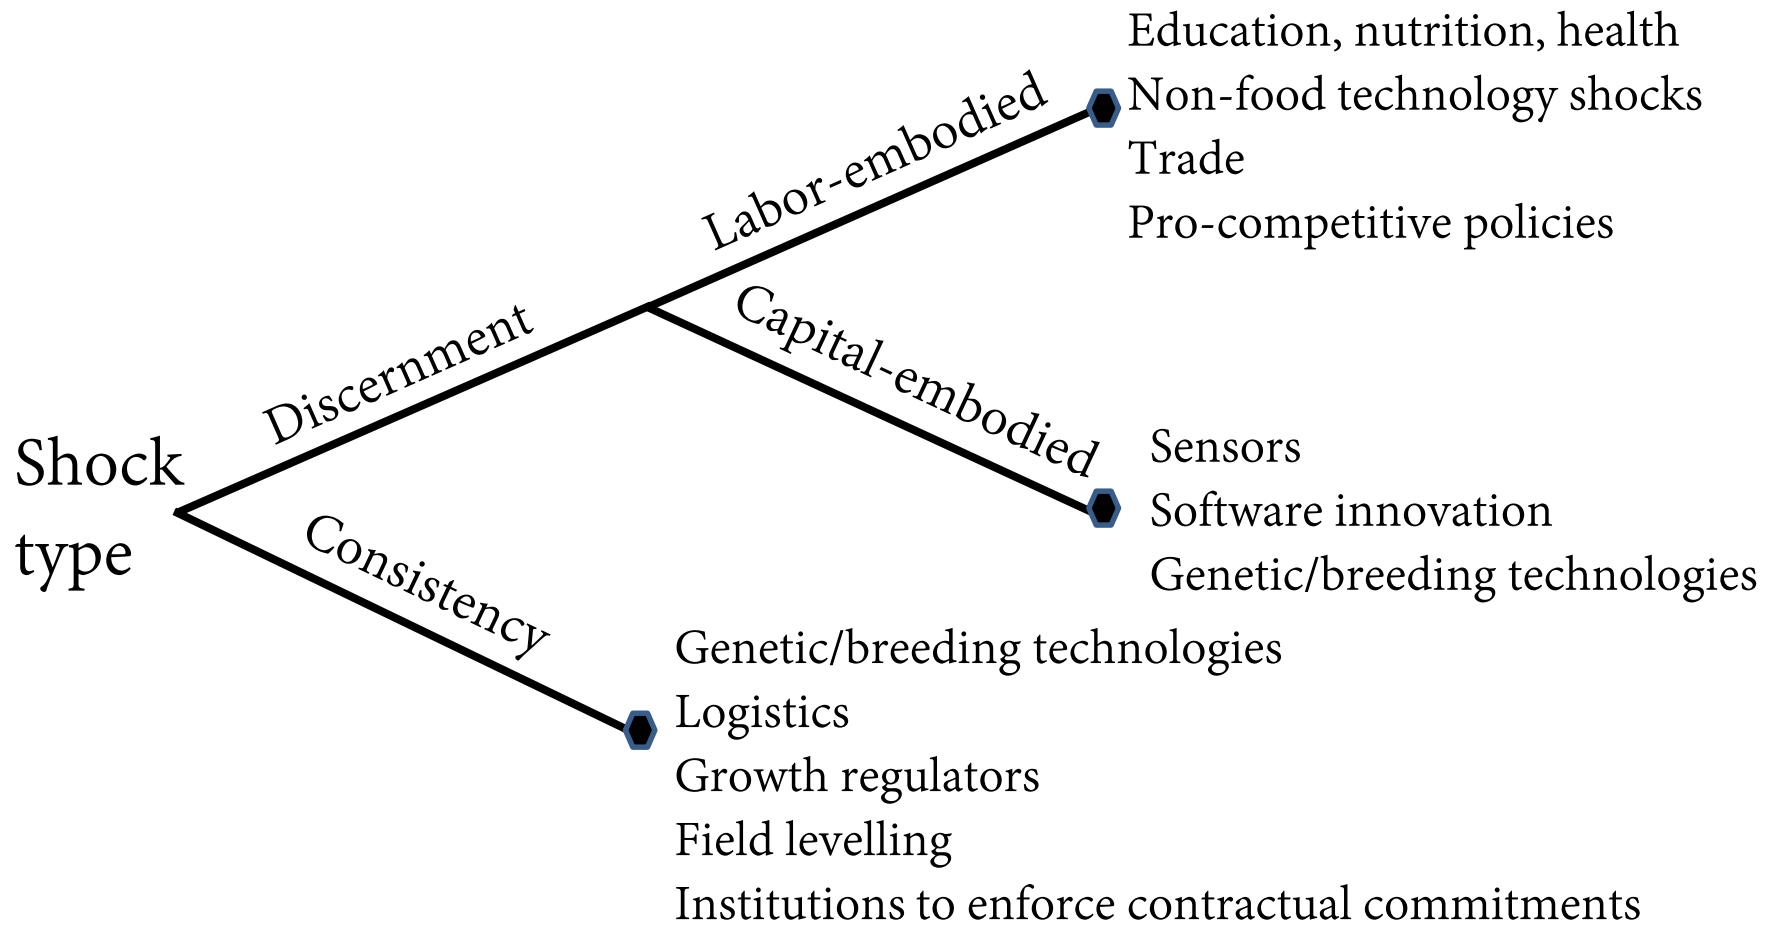 Education, nutrition, health
Non-food technology shocks
Trade
Pro-competitive policies
Labor-embodied
Discernment
Capital-embodied
Shock
type
Sensors
Software innovation
Genetic/breeding technologies
Consistency
Genetic/breeding technologies
Logistics
Growth regulators
Field levelling
Institutions to enforce contractual commitments